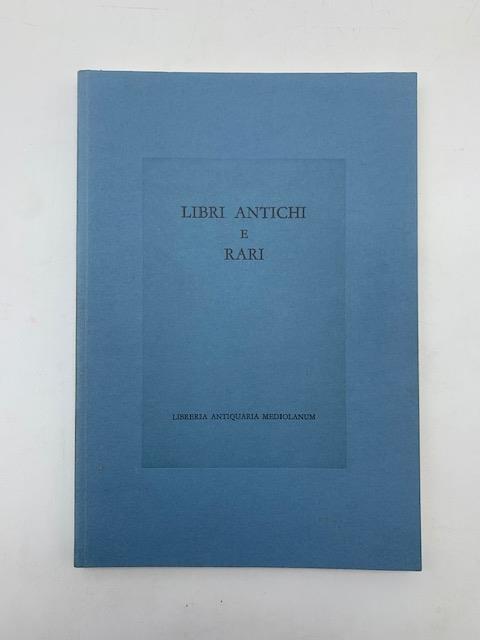 LIBRI ANTICHI
E
RARI
LIBRERIA ANTIQUARIA MEDIOLANUM